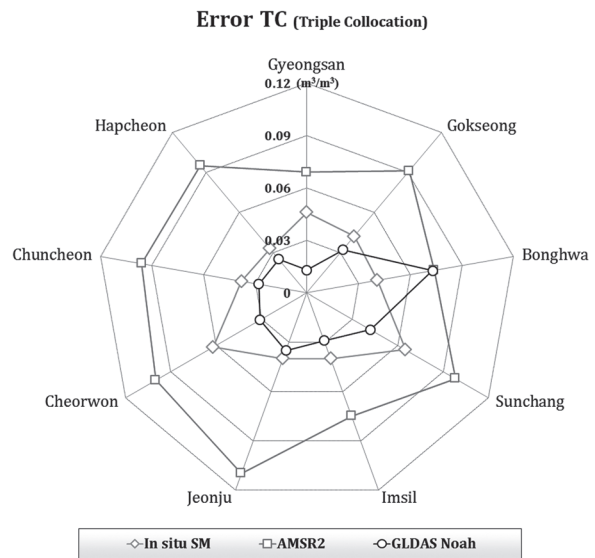 Error TC (Triple Collocation)
Gyeongsan
0.12 (m³/m³)
Hapcheon
Gokseong
0.09
0.06
Chuncheon
0.03
Bonghwa
0
Cheorwon
Sunchang
Jeonju
Imsil
In situ SM AMSR2 GLDAS Noah